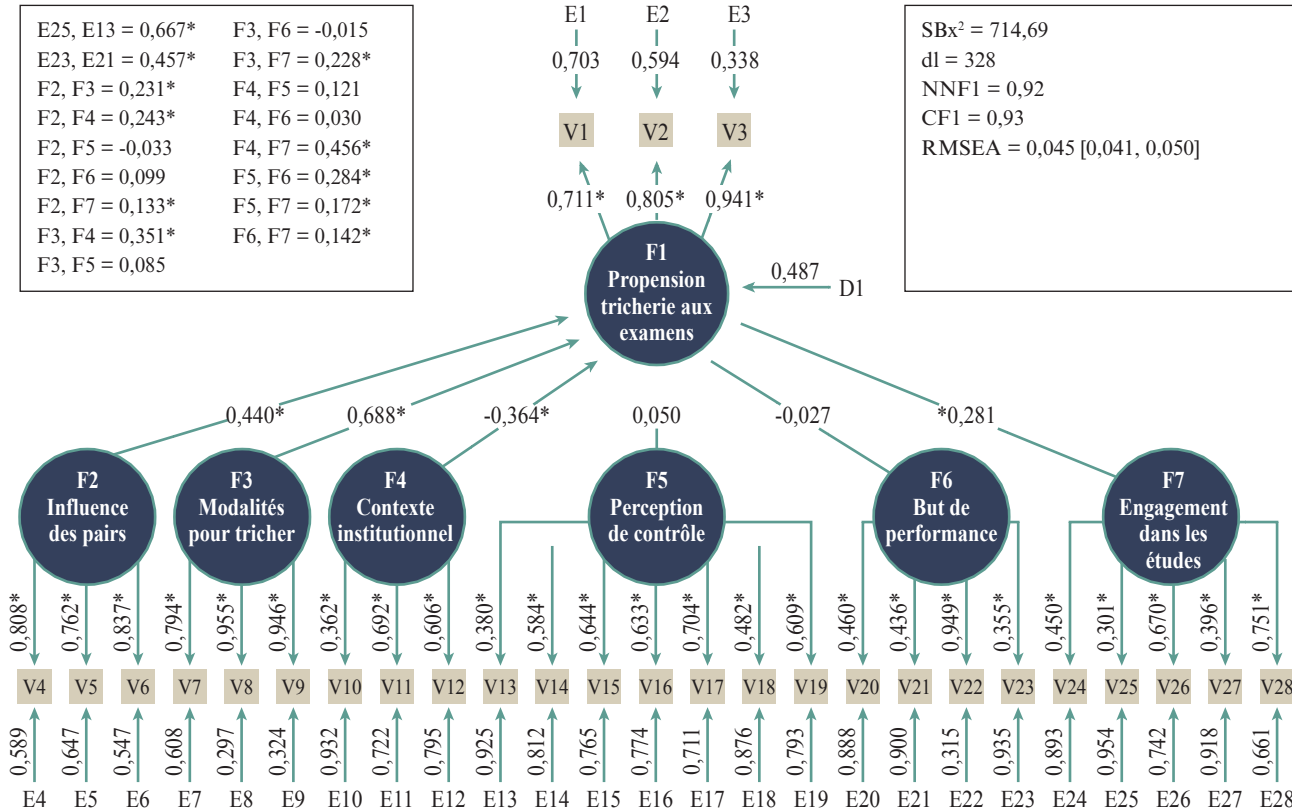 E25, E13 = 0,667*
E23, E21 = 0,457*
F2, F3 = 0,231*
F2, F4 = 0,243*
F2, F5 = -0,033
F2, F6 = 0,099
F2, F7 = 0,133*
F3, F4 = 0,351*
F3, F5 = 0,085
F3, F6 = -0,015
F3, F7 = 0,228*
F4, F5 = 0,121
F4, F6 = 0,030
F4, F7 = 0,456*
F5, F6 = 0,284*
F5, F7 = 0,172*
F6, F7 = 0,142*
E1 E2 E3
0,703 0,594 0,338
V1 V2 V3
0,711* 0,805* 0,941*
SBx² = 714,69
dl = 328
NNF1 = 0,92
CF1 = 0,93
RMSEA = 0,045 [0,041, 0,050]
F1
Propension
tricherie aux
examens
0,487
D1
0,440* 0,688* -0,364* 0,050 -0,027 *0,281
F2
Influence
des pairs
F3
Modalités
pour tricher
F4
Contexte
institutionnel
F5
Perception
de contrôle
F6
But de
performance
F7
Engagement
dans les
études
0,808* 0,762* 0,837* 0,794* 0,955* 0,946* 0,362* 0,692* 0,606* 0,380* 0,584* 0,644* 0,633* 0,704* 0,482* 0,609* 0,460* 0,436* 0,949* 0,355* 0,450* 0,301* 0,670* 0,396* 0,751*
V4 V5 V6 V7 V8 V9 V10 V11 V12 V13 V14 V15 V16 V17 V18 V19 V20 V21 V22 V23 V24 V25 V26 V27 V28
0,589 0,647 0,547 0,608 0,297 0,324 0,932 0,722 0,795 0,925 0,812 0,765 0,774 0,711 0,876 0,793 0,888 0,900 0,315 0,935 0,893 0,954 0,742 0,918 0,661
E4 E5 E6 E7 E8 E9 E10 E11 E12 E13 E14 E15 E16 E17 E18 E19 E20 E21 E22 E23 E24 E25 E26 E27 E28